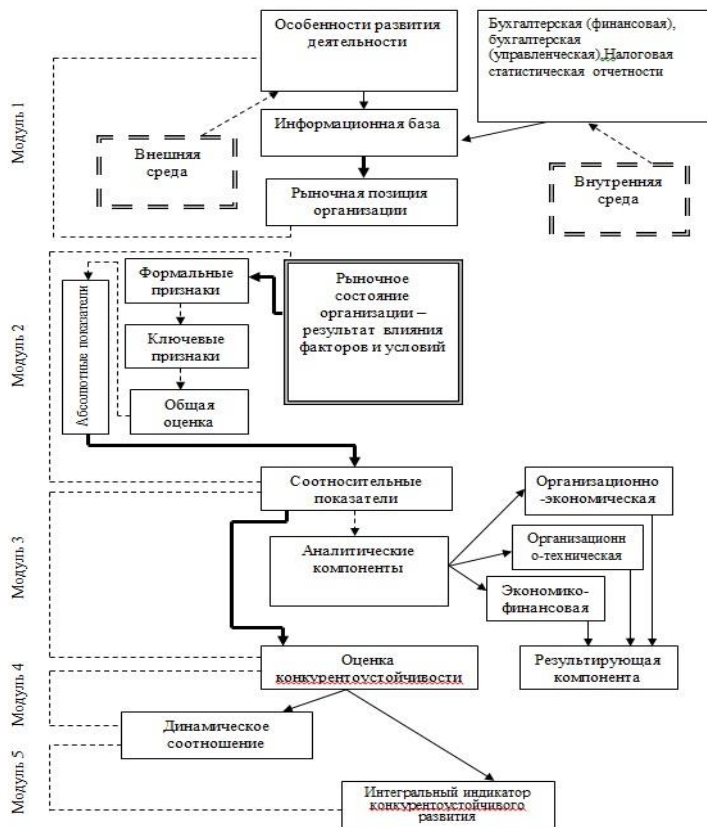 Особенности развития
деятельности
Бухгалтерская (финансовая),
бухгалтерская
(управленческая),Налоговая
статистическая отчетности
Модуль 1
Информационная база
Внешняя
среда
Внутренняя
среда
Рыночная позиция
организации
Модуль 2
Абсолютные показатели
Формальные
признаки
Рыночное
состояние
организации –
результат влияния
факторов и условий
Ключевые
признаки
Общая
оценка
Соотносительные
показатели
Модуль 3
Организационно
-экономическая
Аналитические
компоненты
Организационн
о-техническая
Экономико-
финансовая
Оценка
конкурентоустойчивости
Результирующая
компонента
Модуль 4
Динамическое
соотношение
Модуль 5
Интегральный индикатор
конкурентоустойчивого
развития